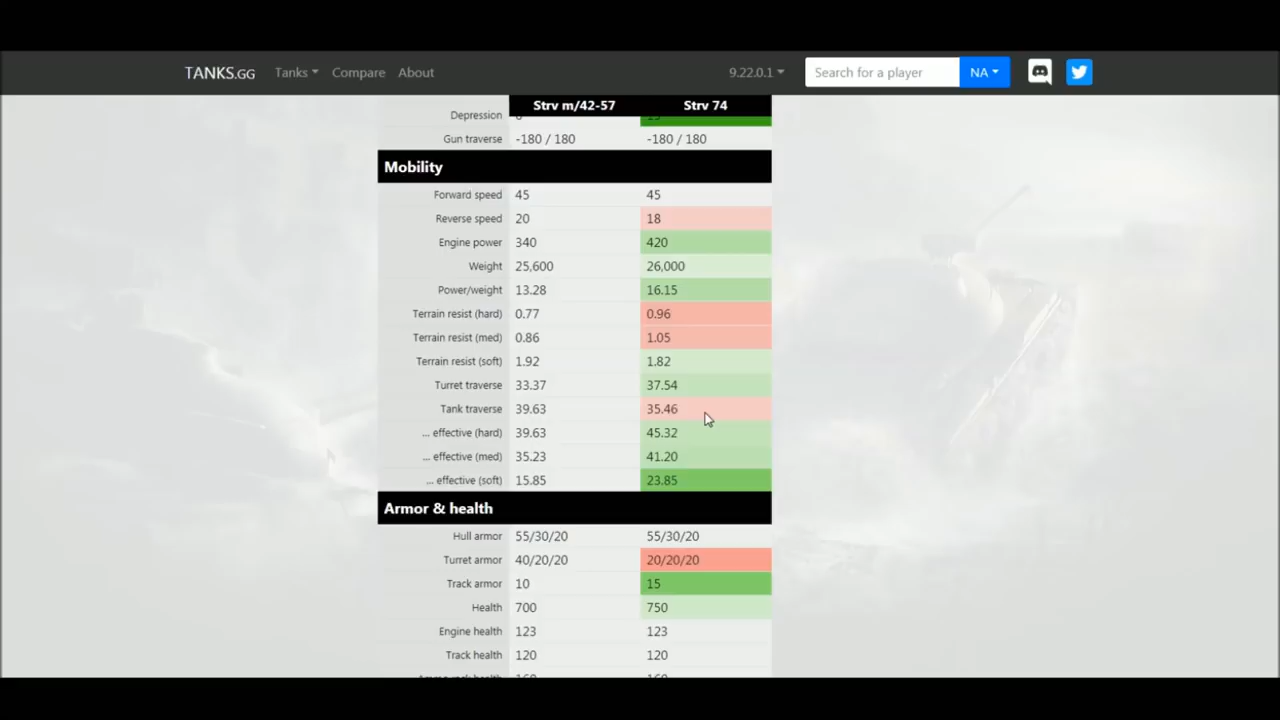 TANKS.GG Tanks Compare About 9.22.0.1 Search for a player NA
Strv m/42-57 Strv 74
Depression
Gun traverse -180 / 180 -180 / 180
Mobility
Forward speed 45 45
Reverse speed 20 18
Engine power 340 420
Weight 25,600 26,000
Power/weight 13.28 16.15
Terrain resist (hard) 0.77 0.96
Terrain resist (med) 0.86 1.05
Terrain resist (soft) 1.92 1.82
Turret traverse 33.37 37.54
Tank traverse 39.63 35.46
... effective (hard) 39.63 45.32
... effective (med) 35.23 41.20
... effective (soft) 15.85 23.85
Armor & health
Hull armor 55/30/20 55/30/20
Turret armor 40/20/20 20/20/20
Track armor 10 15
Health 700 750
Engine health 123 123
Track health 120 120